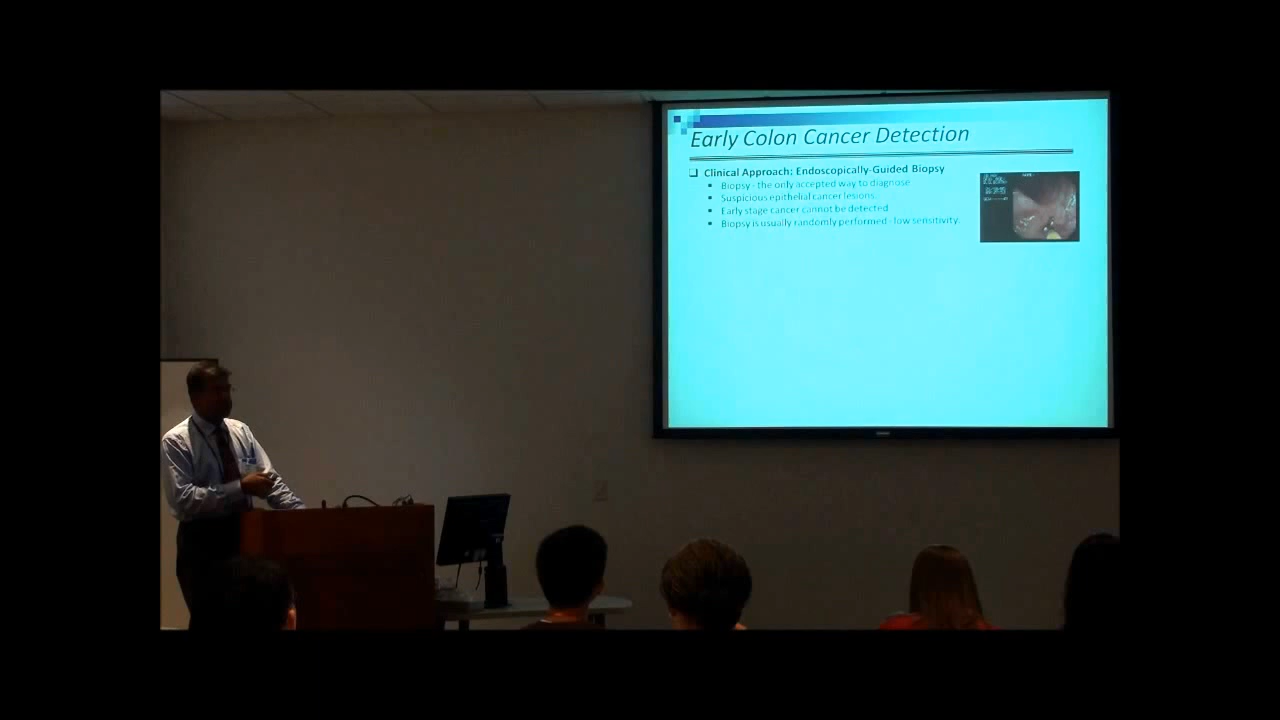 Early Colon Cancer Detection
Clinical Approach: Endoscopically-Guided Biopsy
Biopsy - the only accepted way to diagnose
Suspicious epithelial cancer lesions.
Early stage cancer cannot be detected
Biopsy is usually randomly performed - low sensitivity.